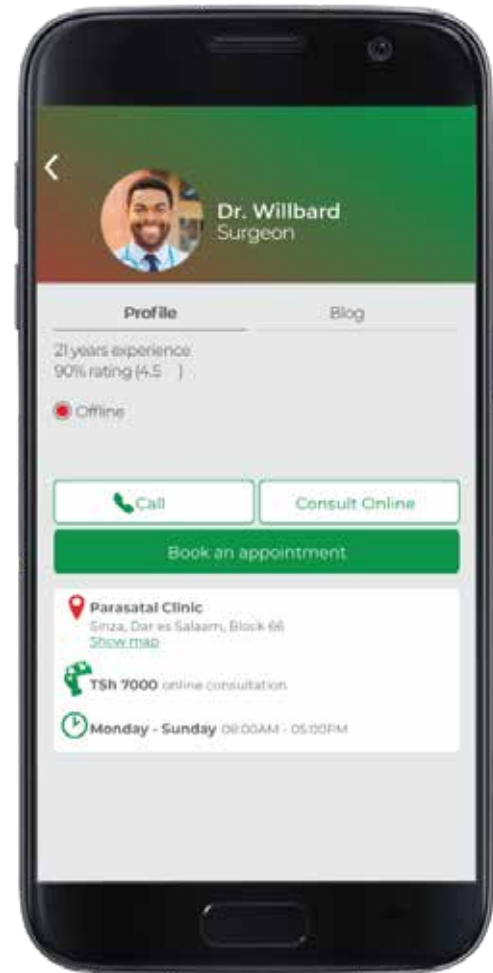 Dr. Willbard
Surgeon
Profile
Blog
21 years experience
90% rating (4.5 )
Offline
Call
Consult Online
Book an appointment
Parasatal Clinic
Sinza, Dar es Salaam, Block 66
Show map
TSh 7000 online consultation
Monday - Sunday 08:00AM - 05:00PM